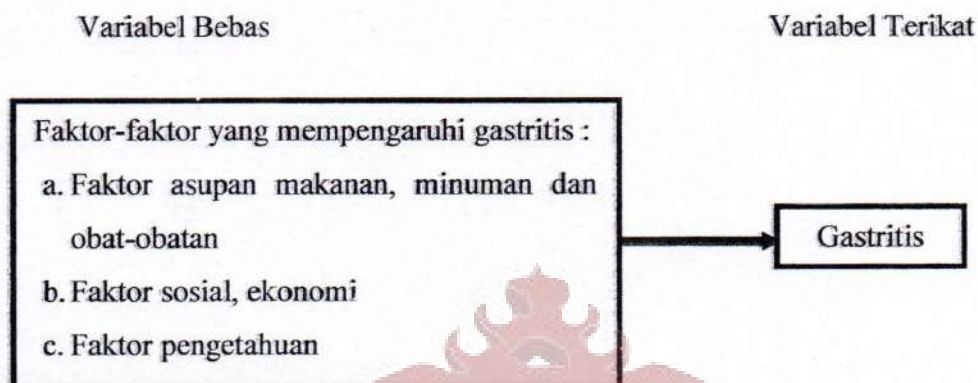 Variabel Bebas
Variabel Terikat
Faktor-faktor yang mempengaruhi gastritis :
a. Faktor asupan makanan, minuman dan
obat-obatan
b. Faktor sosial, ekonomi
c. Faktor pengetahuan
Gastritis